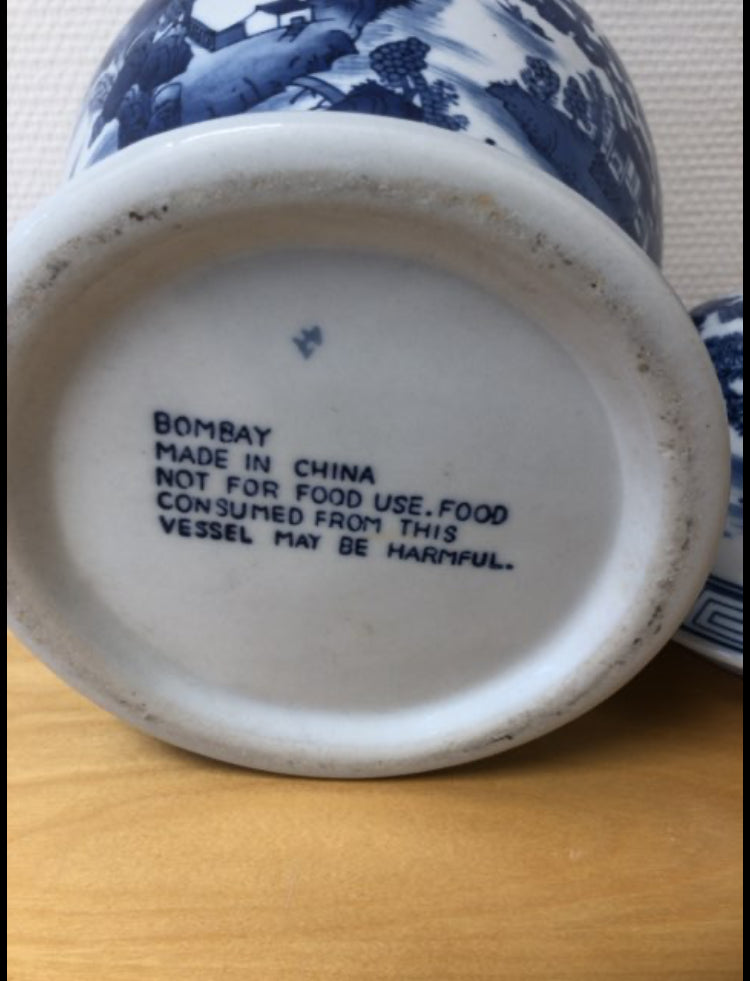 BOMBAY
MADE IN CHINA
NOT FOR FOOD USE.FOOD
CONSUMED FROM THIS
VESSEL MAY BE HARMFUL.